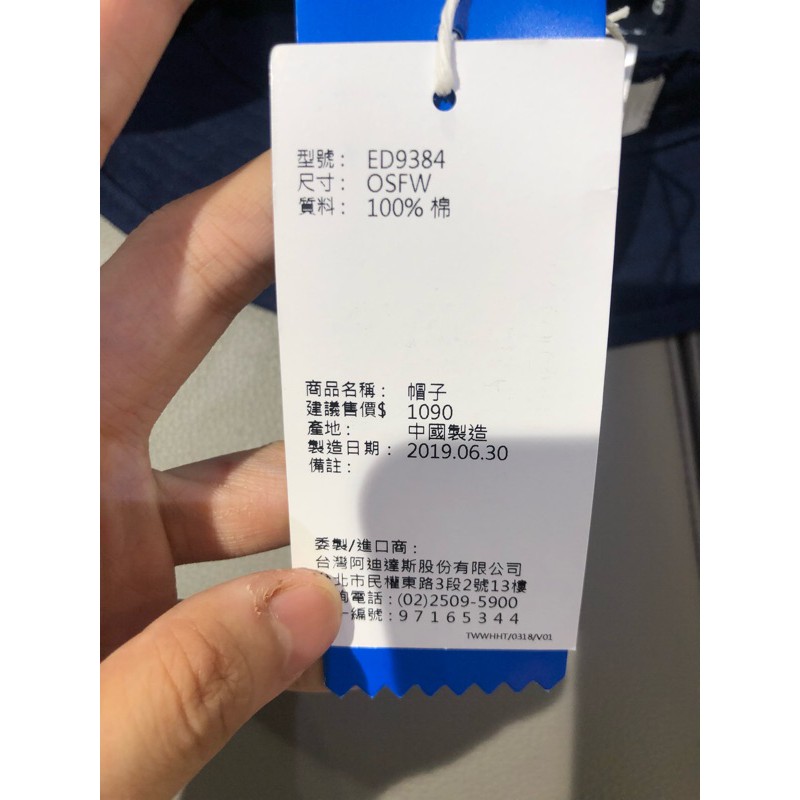 型號： ED9384
尺寸： OSFW
質料： 100% 棉
商品名稱： 帽子
建議售價$ 1090
產地： 中國製造
製造日期： 2019.06.30
備註：
委製/進口商：
台灣阿迪達斯股份有限公司
北市民權東路3段2號13樓
詢電話：(02)2509-5900
一編號：97165344
TWWHHT/0318/V01